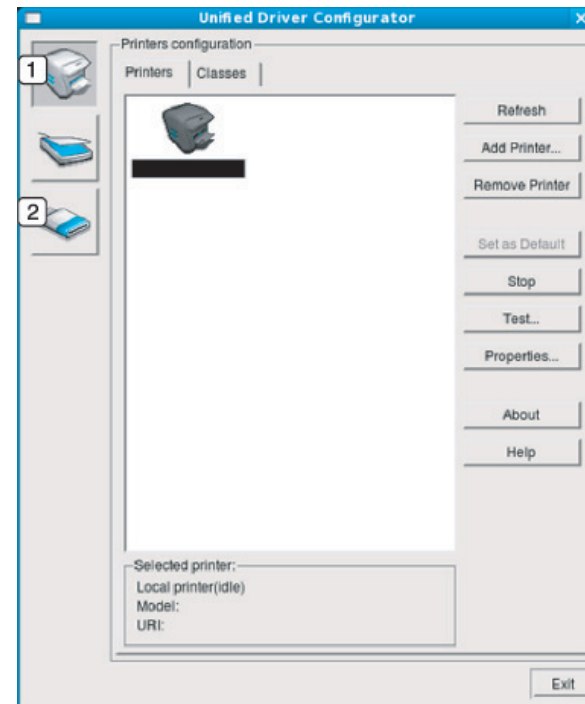 Unified Driver Configurator
1
2
Printers configuration
Printers Classes
Refresh
Add Printer...
Remove Printer
Set as Default
Stop
Test...
Properties...
About
Help
Selected printer:
Local printer(idle)
Model:
URI:
Exit